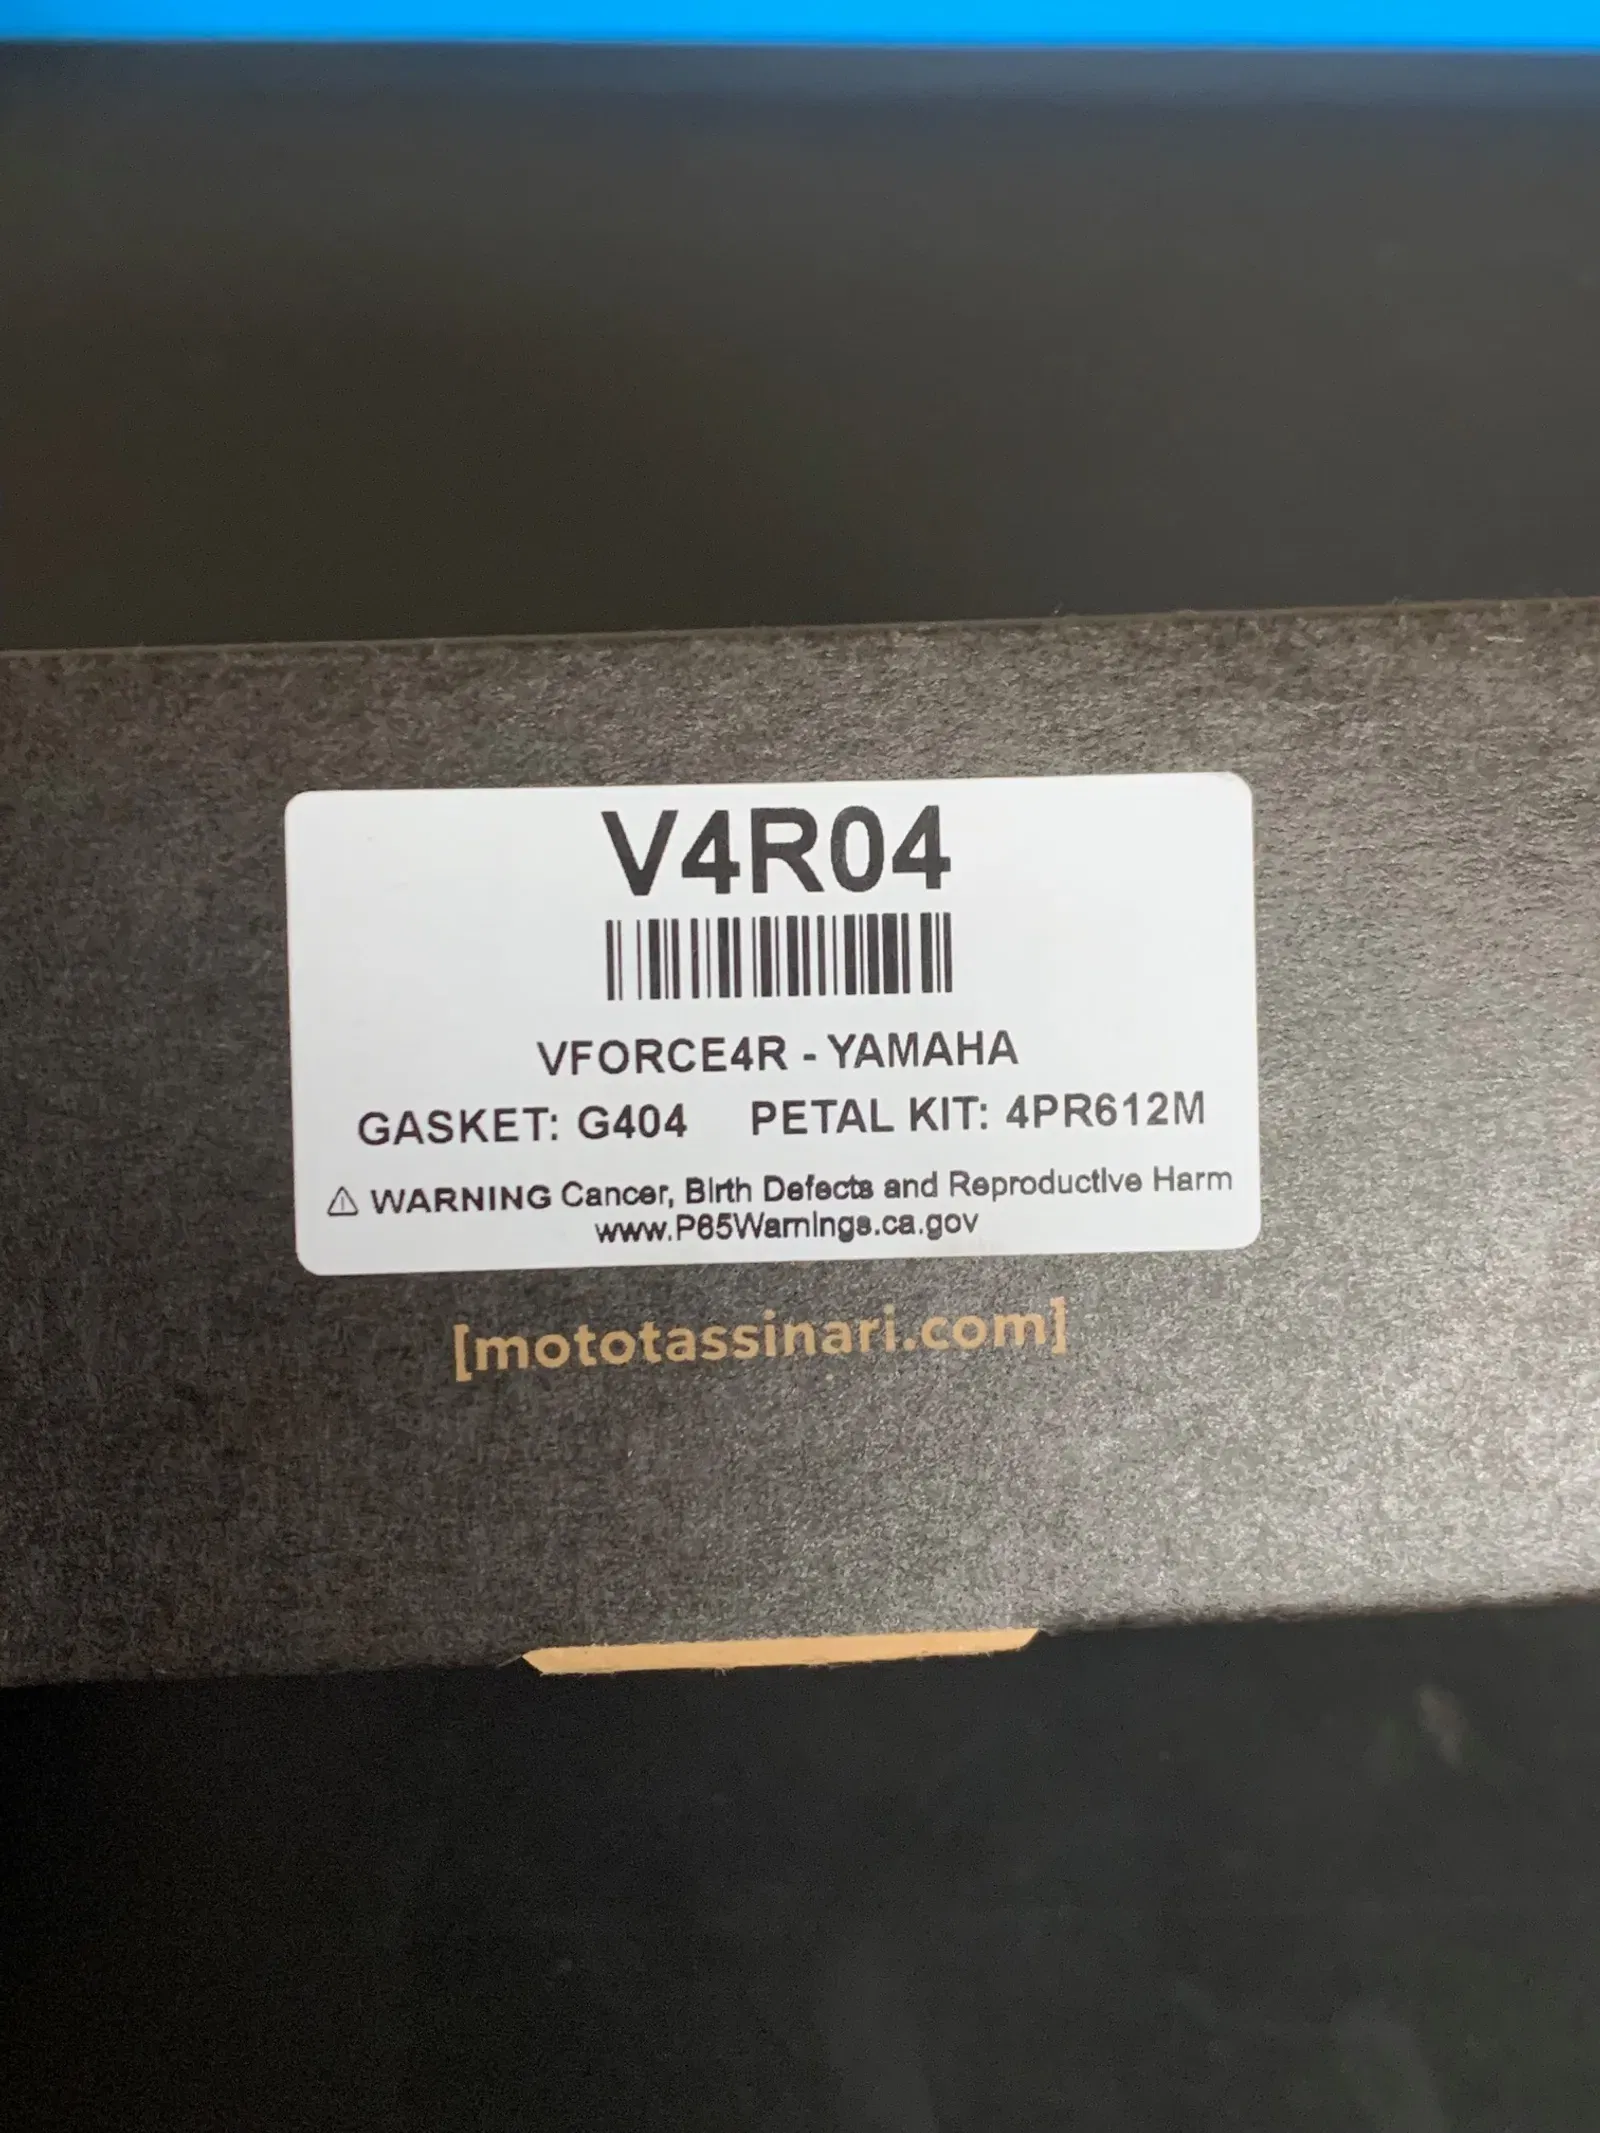 V4R04
VFORCE4R - YAMAHA
GASKET: G404 PETAL KIT: 4PR612M
⚠ WARNING Cancer, Birth Defects and Reproductive Harm
www.P65Warnings.ca.gov
[mototassinari.com]